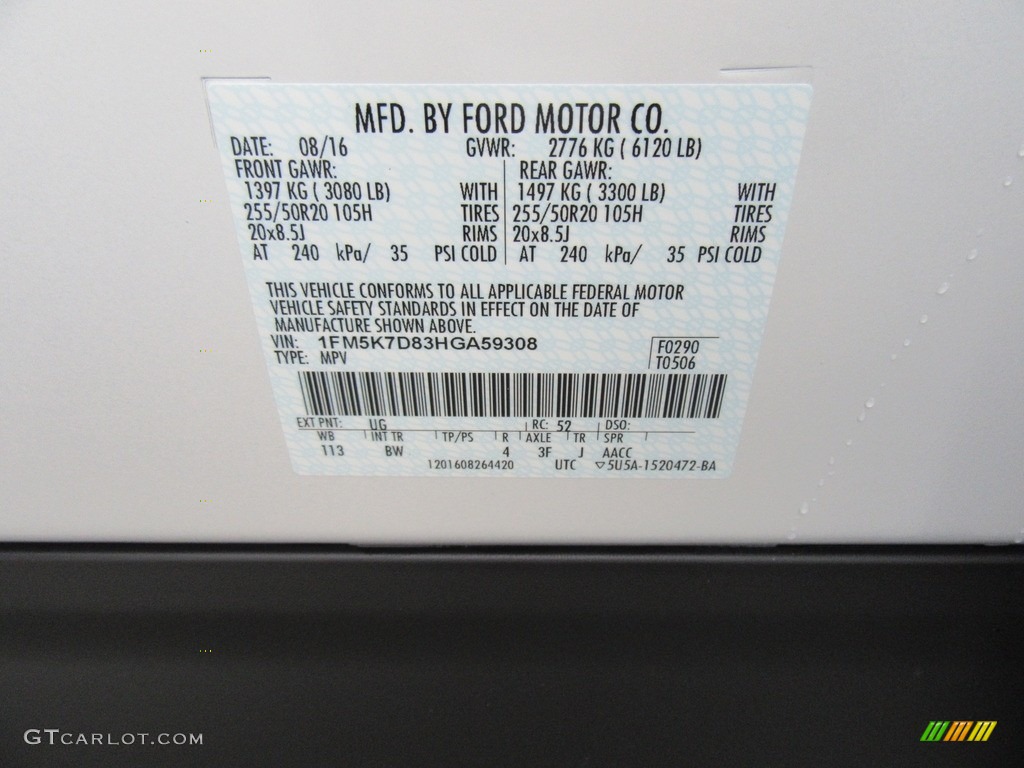 MFD. BY FORD MOTOR CO.
DATE: 08/16 GVWR: 2776 KG ( 6120 LB)
FRONT GAWR: REAR GAWR:
1397 KG ( 3080 LB) WITH 1497 KG ( 3300 LB) WITH
255/50R20 105H TIRES 255/50R20 105H TIRES
20x8.5J RIMS 20x8.5J RIMS
AT 240 kPa/ 35 PSI COLD AT 240 kPa/ 35 PSI COLD
THIS VEHICLE CONFORMS TO ALL APPLICABLE FEDERAL MOTOR
VEHICLE SAFETY STANDARDS IN EFFECT ON THE DATE OF
MANUFACTURE SHOWN ABOVE.
VIN: 1FM5K7D83HGA59308 F0290
TYPE: MPV T0506
EXT PNT: UG RC: 52 DSO:
WB INT TR TP/PS R AXLE TR SPR
113 BW 4 3F J AACC
1201608264420 UTC ▽5U5A-1520472-BA
GTCARLOT.COM